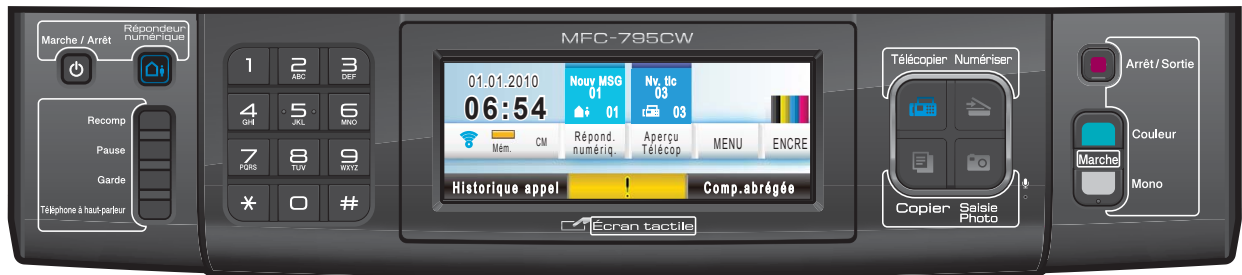 MFC-795CW
Marche / Arrêt
Répondeur
numérique
Recomp
Pause
Garde
Téléphone à haut-parleur
1 2 3
ABC DEF
4 5 6
GHI JKL MNO
7 8 9
PQRS TUV WXYZ
* 0 #
01.01.2010
06:54
Nouv MSG
01
01
Nv. tlc
03
03
Mém.
CM
Répond.
numériq.
Aperçu
Télécop
MENU
ENCRE
Historique appel
!
Comp.abrégée
Écran tactile
Télécopier Numériser
Copier Saisie
Photo
Arrêt / Sortie
Couleur
Marche
Mono